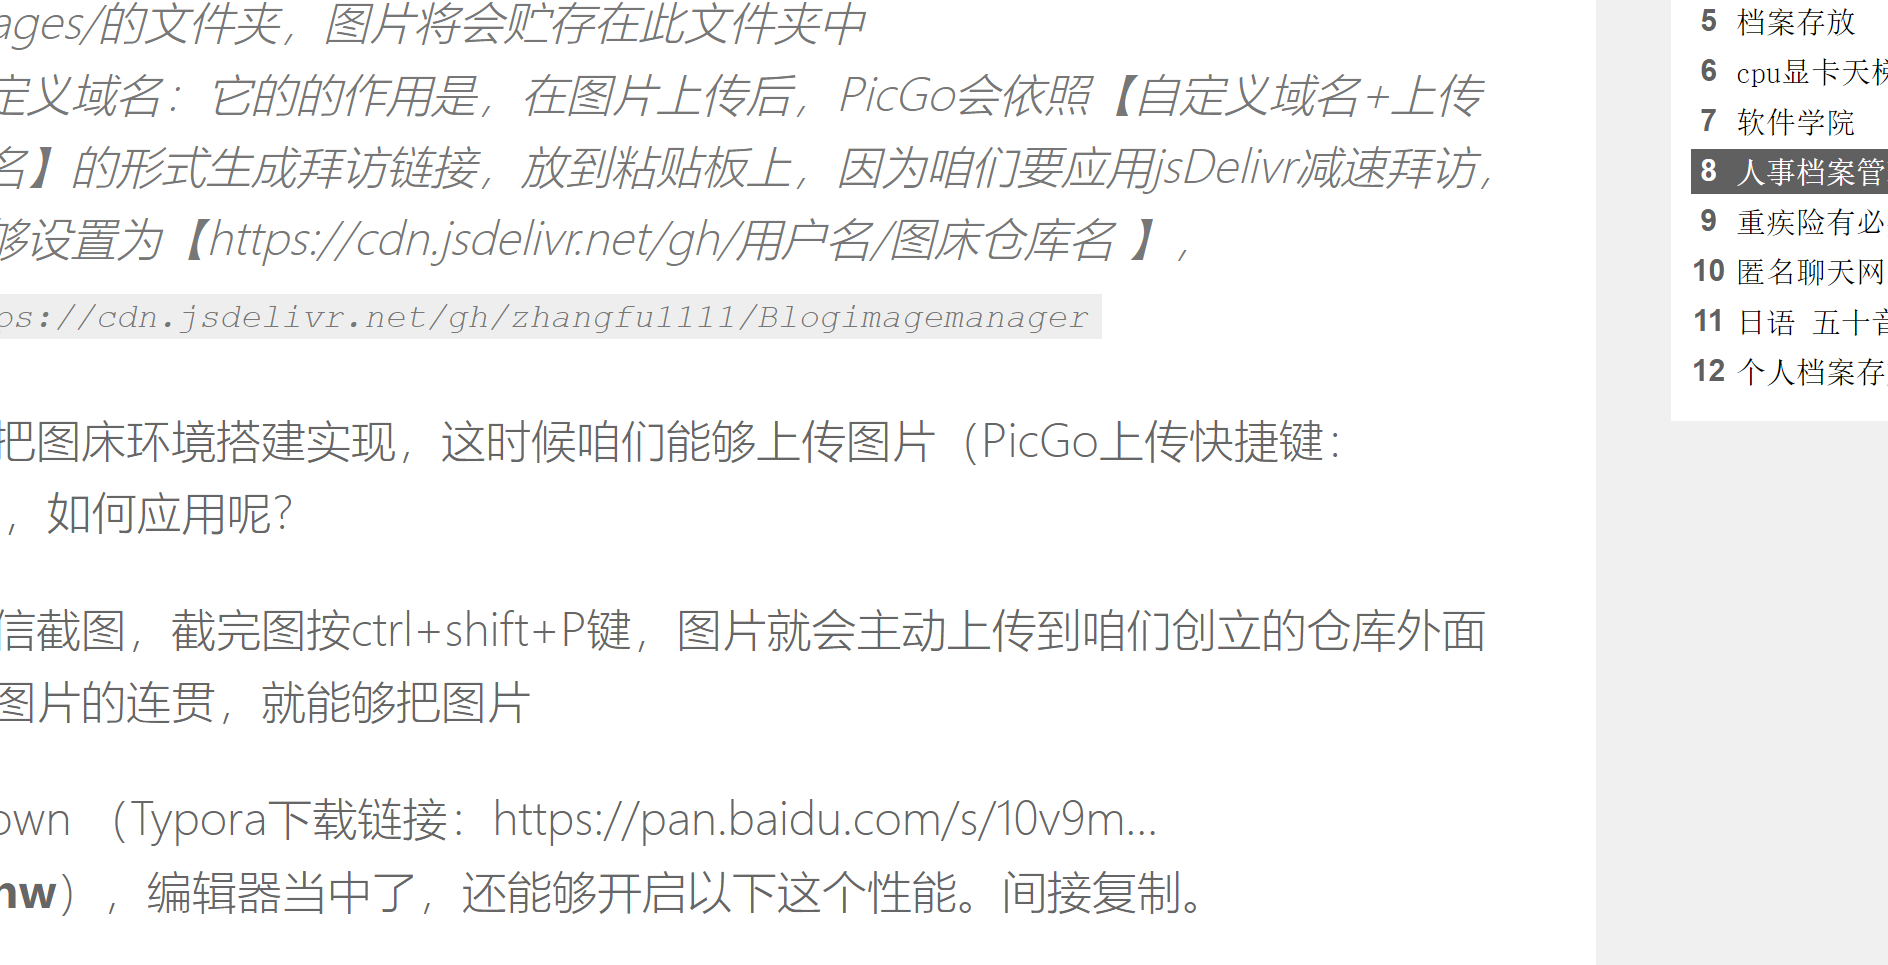 ages/的文件夹，图片将会贮存在此文件夹中
定义域名：它的的作用是，在图片上传后，PicGo会依照【自定义域名+上传
名】的形式生成拜访链接，放到粘贴板上，因为咱们要应用jsDelivr减速拜访，
够设置为【https://cdn.jsdelivr.net/gh/用户名/图床仓库名 】，
ps://cdn.jsdelivr.net/gh/zhangfu1111/Blogimagemanager
把图床环境搭建实现，这时候咱们能够上传图片（PicGo上传快捷键：
，如何应用呢？
信截图，截完图按ctrl+shift+P键，图片就会主动上传到咱们创立的仓库外面
图片的连贯，就能够把图片
own （Typora下载链接：https://pan.baidu.com/s/10v9m...
nw），编辑器当中了，还能够开启以下这个性能。间接复制。
5 档案存放
6 cpu显卡天梯
7 软件学院
8 人事档案管
9 重疾险有必
10 匿名聊天网
11 日语 五十音
12 个人档案存